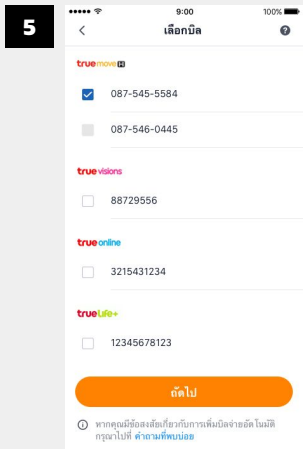 5
9:00
100%
เลือกบิล
truemove H
087-545-5584
087-546-0445
truevisions
88729556
trueonline
3215431234
trueLife+
12345678123
ถัดไป
หากคุณมีข้อสงสัยเกี่ยวกับการเพิ่มบิลจ่ายอัตโนมัติ
กรุณาไปที่ คำถามที่พบบ่อย